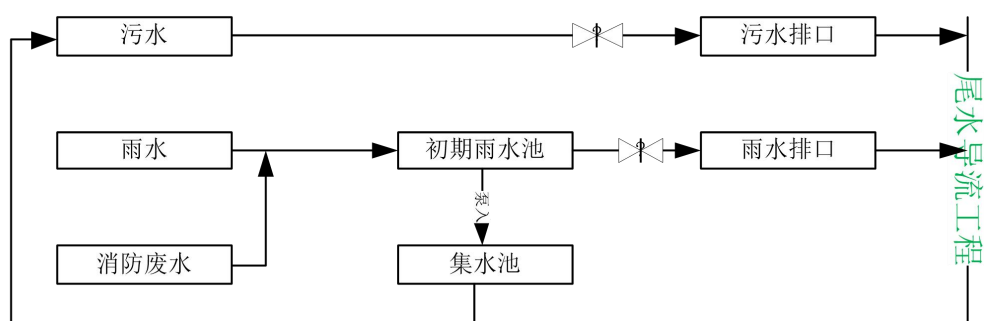 污水
污水排口
雨水
初期雨水池
雨水排口
泵入
消防废水
集水池
尾水导流工程